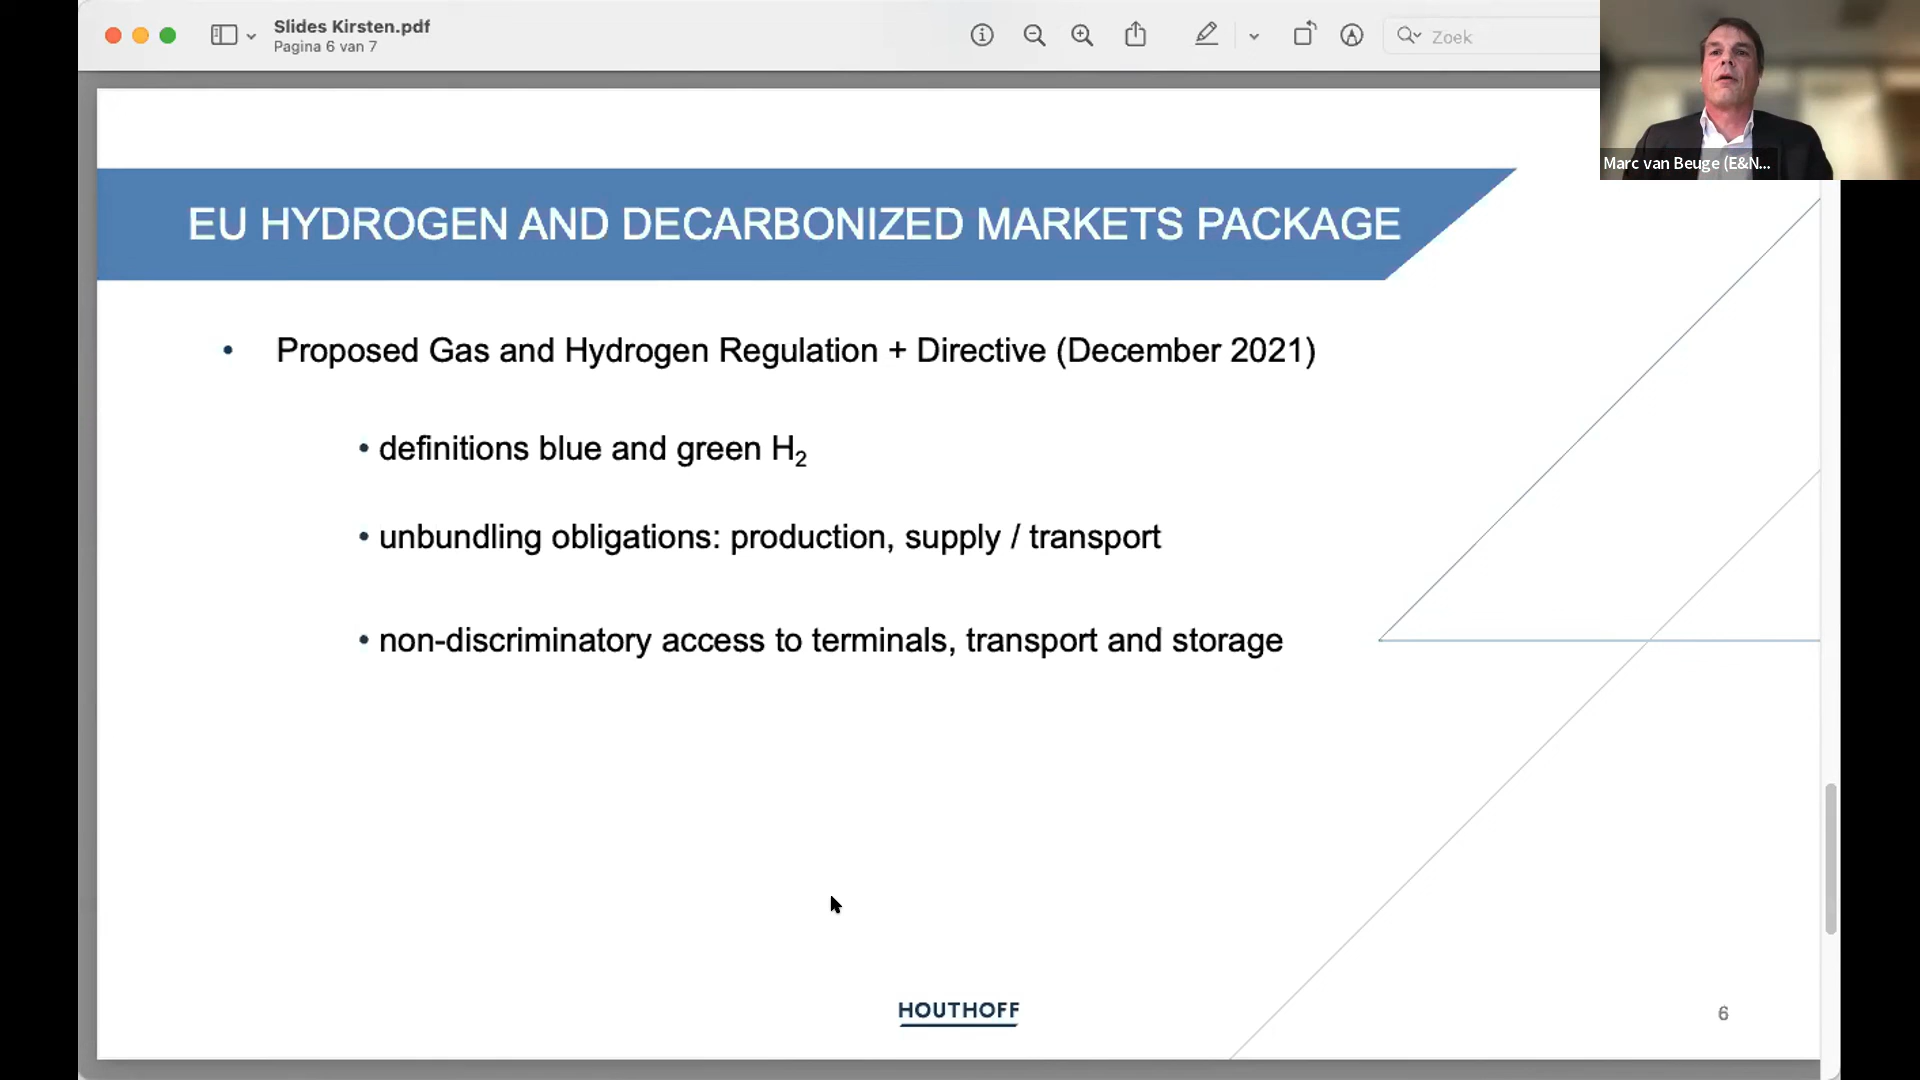 Slides Kirsten.pdf
Pagina 6 van 7
Zoek
Marc van Beuge (E&N...
EU HYDROGEN AND DECARBONIZED MARKETS PACKAGE
• Proposed Gas and Hydrogen Regulation + Directive (December 2021)
• definitions blue and green H₂
• unbundling obligations: production, supply / transport
• non-discriminatory access to terminals, transport and storage
HOUTHOFF
6